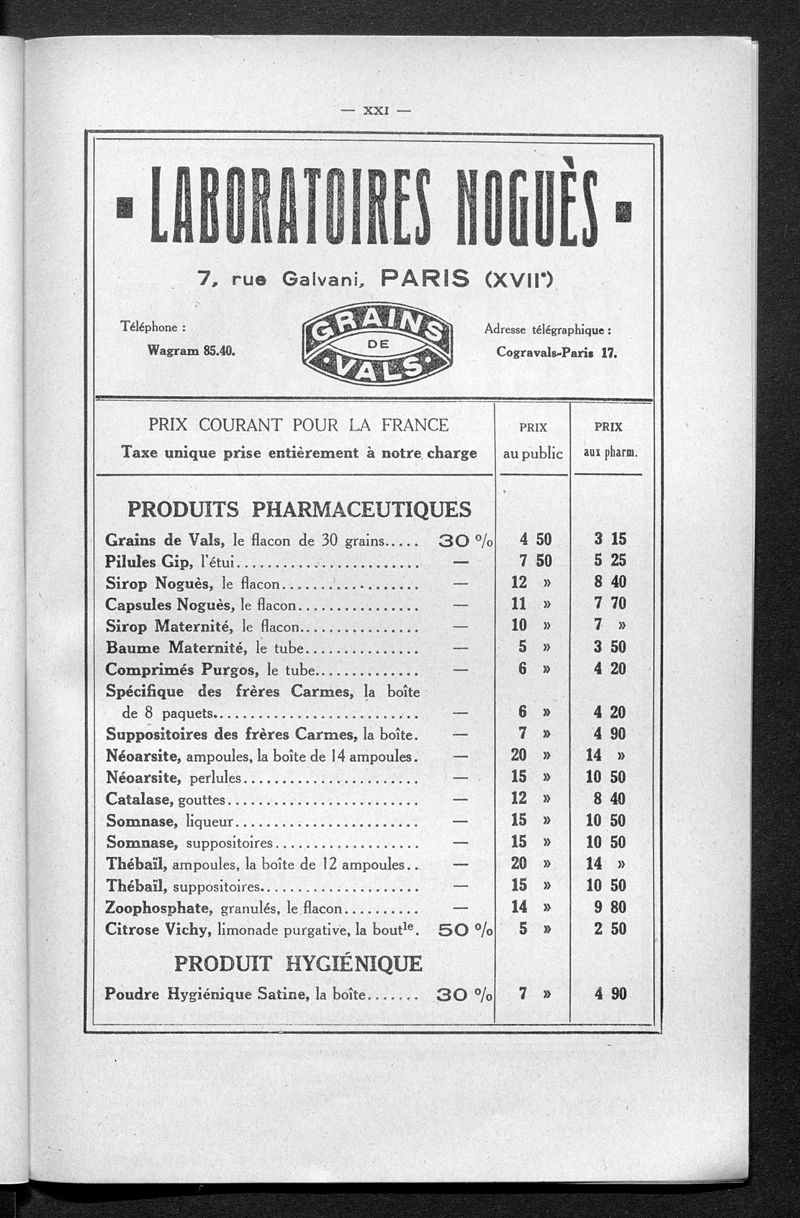 — XXI —
LABORATOIRES NOGUÈS
7, rue Galvani, PARIS (XVIIe)
Téléphone :
Wagram 85.40.
GRAINS
DE
VALS
Adresse télégraphique :
Cogravals-Paris 17.
PRIX COURANT POUR LA FRANCE
Taxe unique prise entièrement à notre charge
PRIX
au public
PRIX
aux pharm.
PRODUITS PHARMACEUTIQUES
Grains de Vals, le flacon de 30 grains..... 30 % 4 50 3 15
Pilules Gip, l'étui........................ — 7 50 5 25
Sirop Noguès, le flacon.................. — 12 » 8 40
Capsules Noguès, le flacon................ — 11 » 7 70
Sirop Maternité, le flacon................ — 10 » 7 »
Baume Maternité, le tube............... — 5 » 3 50
Comprimés Purgos, le tube.............. — 6 » 4 20
Spécifique des frères Carmes, la boîte
de 8 paquets........................... — 6 » 4 20
Suppositoires des frères Carmes, la boîte. — 7 » 4 90
Néoarsite, ampoules, la boîte de 14 ampoules. — 20 » 14 »
Néoarsite, perlules....................... — 15 » 10 50
Catalase, gouttes......................... — 12 » 8 40
Somnase, liqueur........................ — 15 » 10 50
Somnase, suppositoires................... — 15 » 10 50
Thébaïl, ampoules, la boîte de 12 ampoules.. — 20 » 14 »
Thébaïl, suppositoires..................... — 15 » 10 50
Zoophosphate, granulés, le flacon.......... — 14 » 9 80
Citrose Vichy, limonade purgative, la boutle. 50 % 5 » 2 50
PRODUIT HYGIÉNIQUE
Poudre Hygiénique Satine, la boîte....... 30 % 7 » 4 90